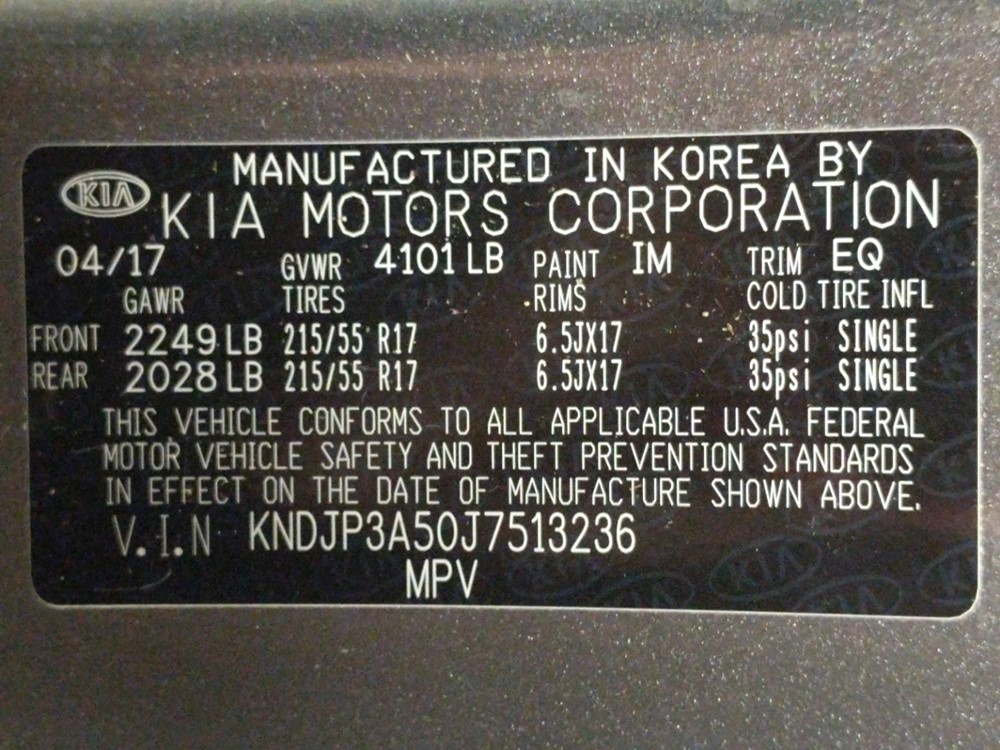 MANUFACTURED IN KOREA BY
KIA KIA MOTORS CORPORATION
04/17 GVWR 4101 LB PAINT IM TRIM EQ
GAWR TIRES RIMS COLD TIRE INFL
FRONT 2249 LB 215/55 R17 6.5JX17 35psi SINGLE
REAR 2028 LB 215/55 R17 6.5JX17 35psi SINGLE
THIS VEHICLE CONFORMS TO ALL APPLICABLE U.S.A. FEDERAL
MOTOR VEHICLE SAFETY AND THEFT PREVENTION STANDARDS
IN EFFECT ON THE DATE OF MANUFACTURE SHOWN ABOVE.
V.I.N KNDJP3A50J7513236
MPV